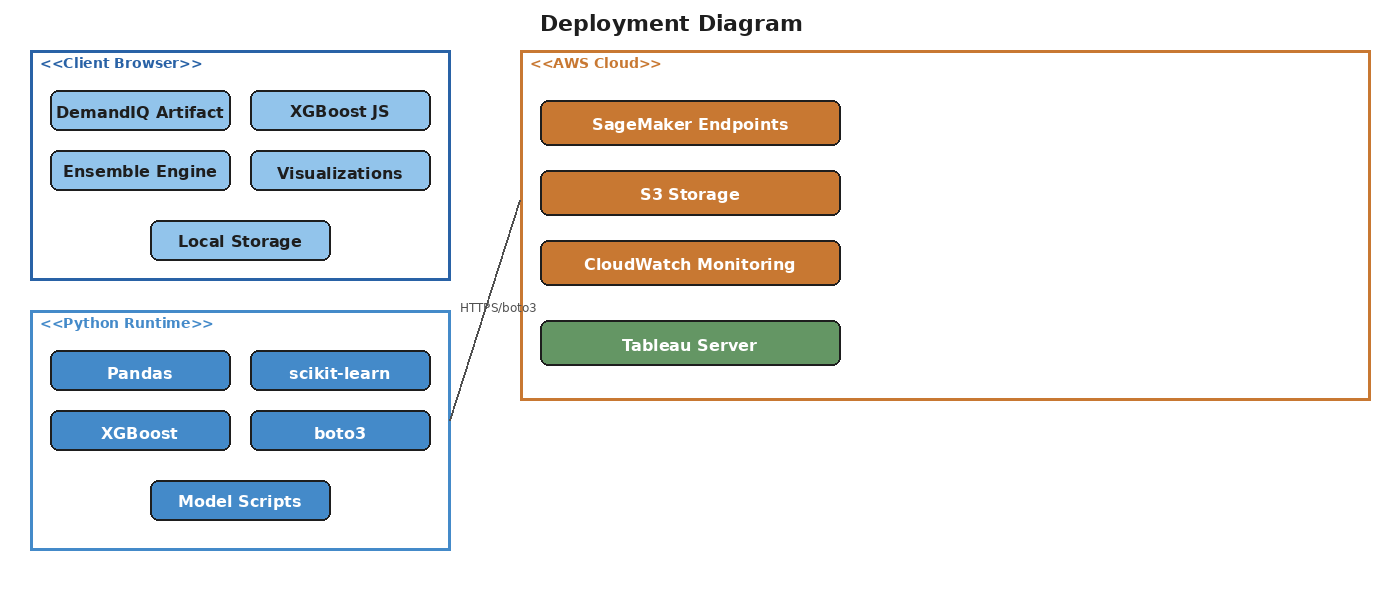 Deployment Diagram
<<Client Browser>>
DemandIQ Artifact
XGBoost JS
Ensemble Engine
Visualizations
Local Storage
<<Python Runtime>>
Pandas
scikit-learn
XGBoost
boto3
Model Scripts
HTTPS/boto3
<<AWS Cloud>>
SageMaker Endpoints
S3 Storage
CloudWatch Monitoring
Tableau Server